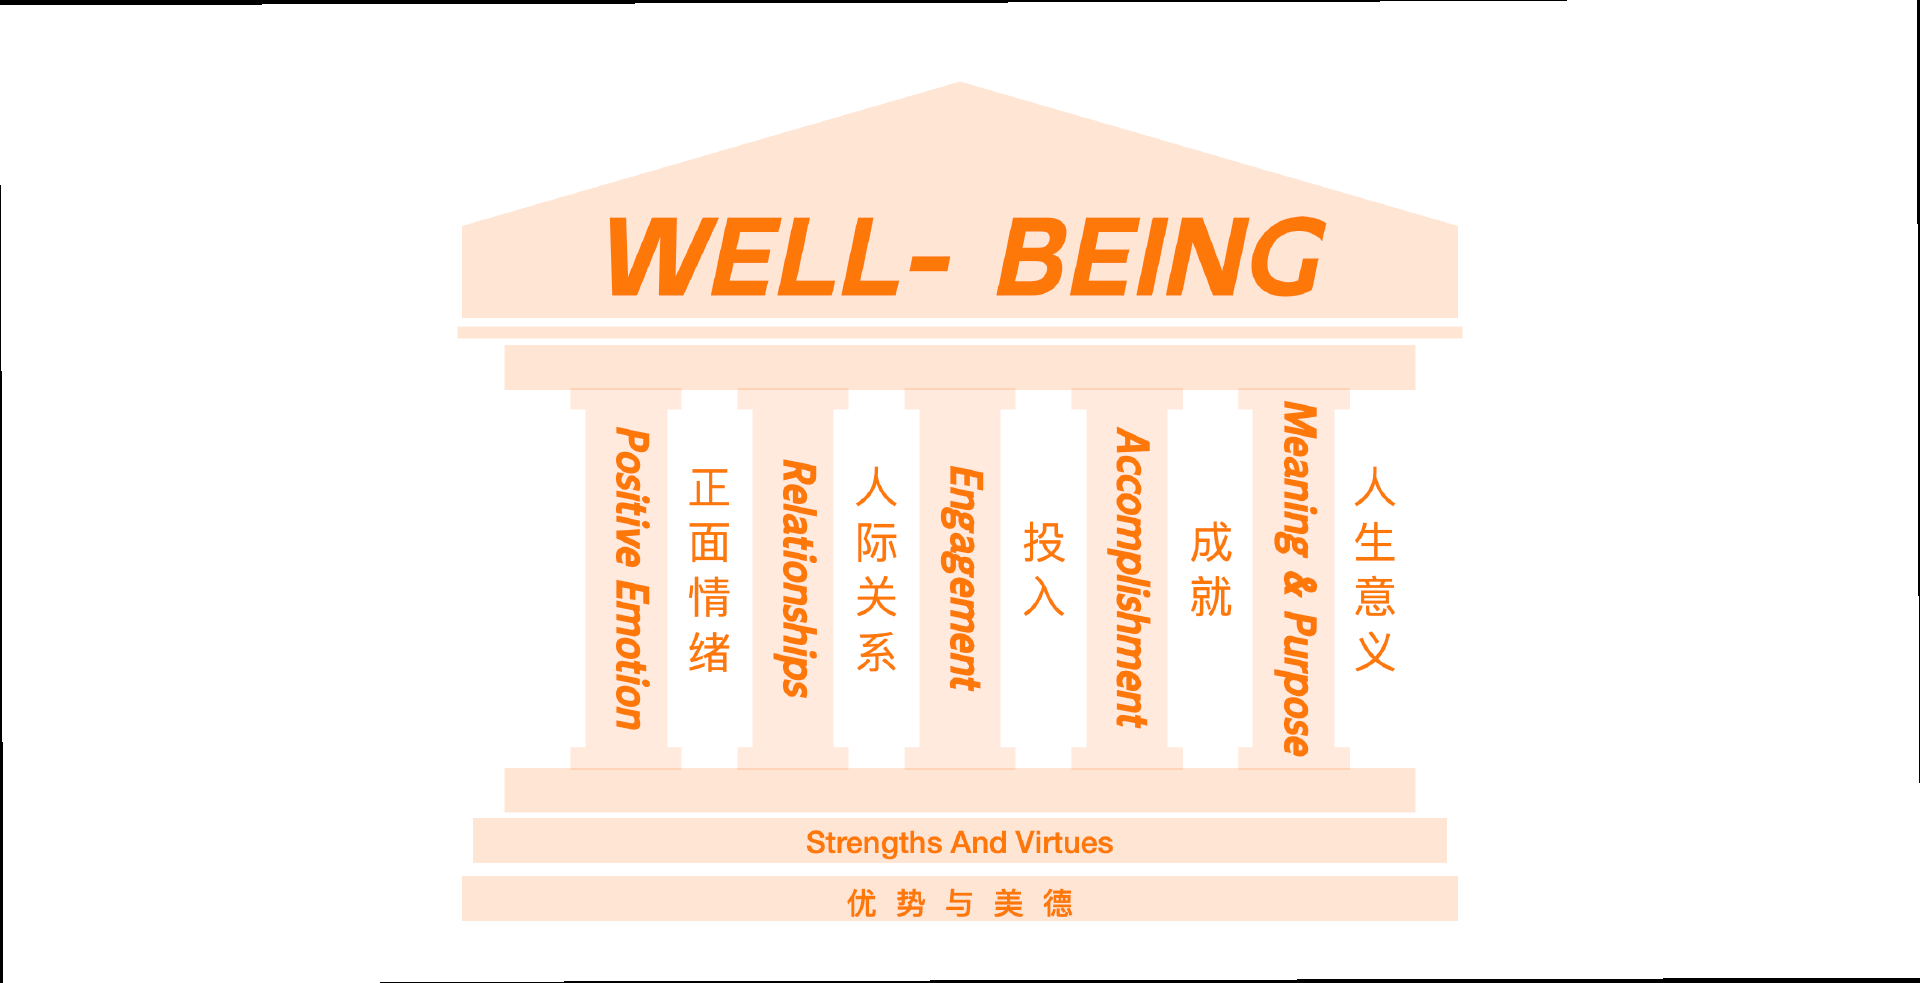 WELL- BEING
Positive Emotion
正面情绪
Relationships
人际关系
Engagement
投入
Accomplishment
成就
Meaning & Purpose
人生意义
Strengths And Virtues
优势与美德